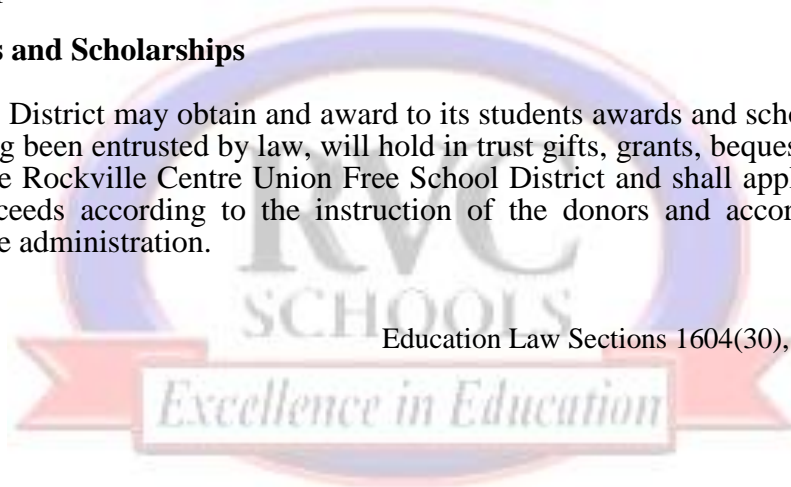 s and Scholarships
District may obtain and award to its students awards and scho
g been entrusted by law, will hold in trust gifts, grants, beques
e Rockville Centre Union Free School District and shall appl
ceeds according to the instruction of the donors and accor
e administration.
RVC
SCHOOLS
Education Law Sections 1604(30),
Excellence in Education